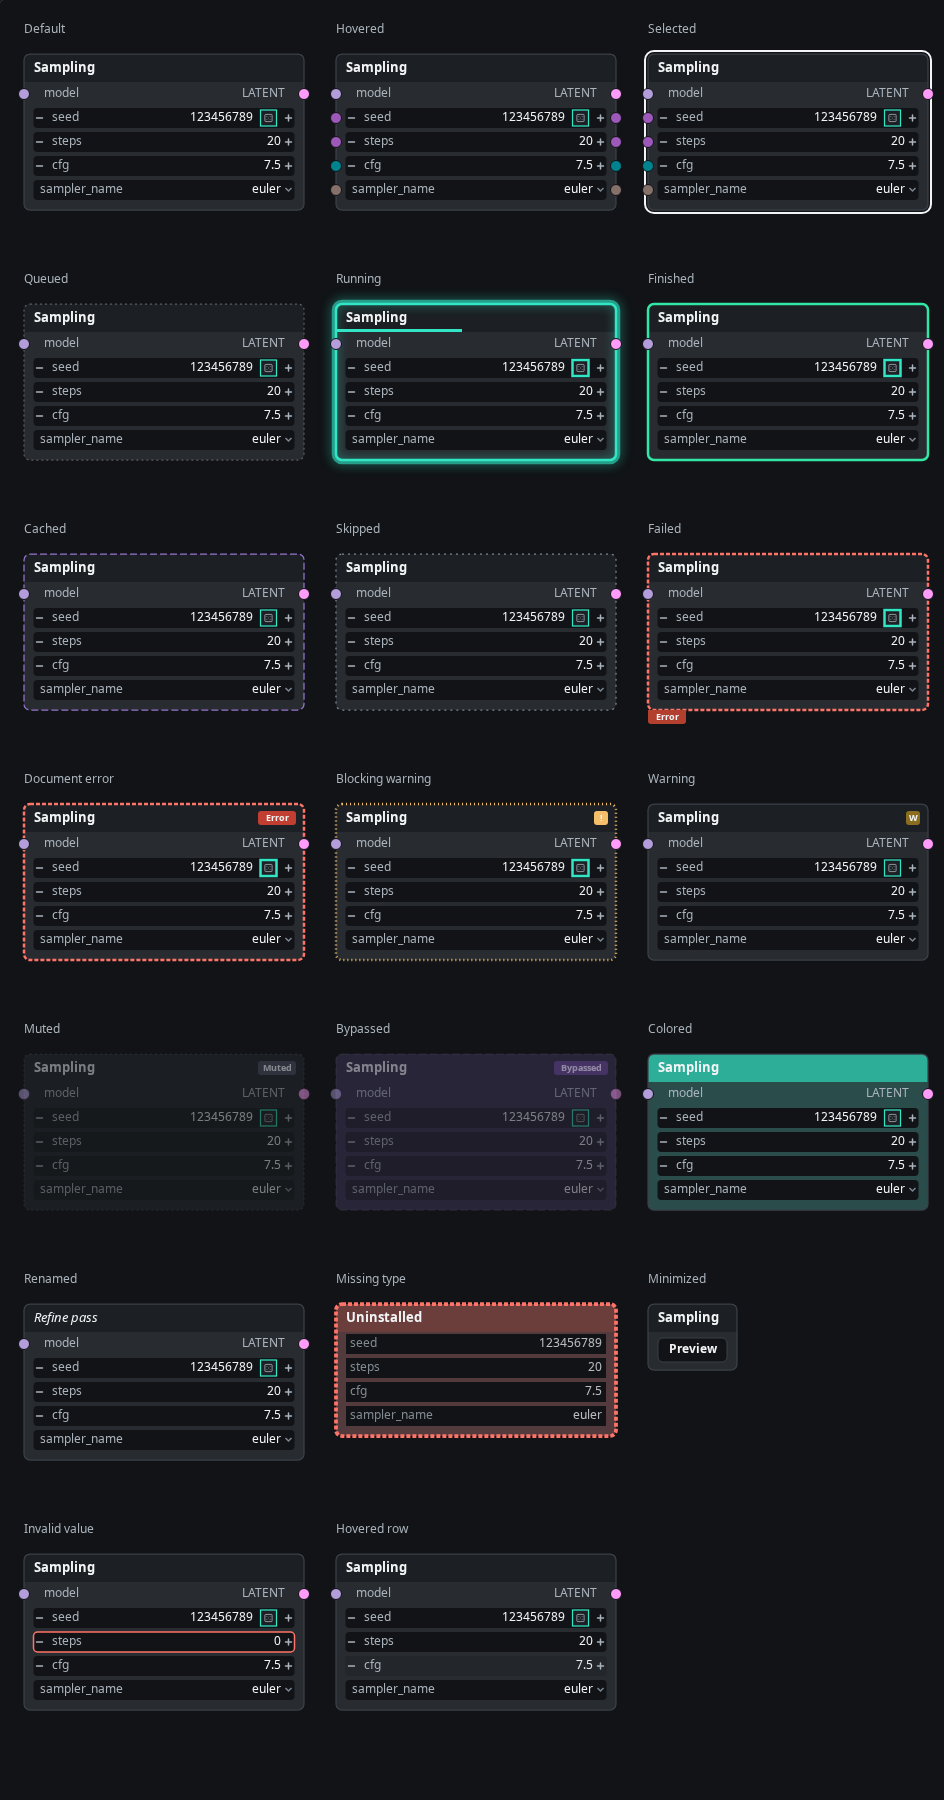 Default
Sampling
model LATENT
− seed 123456789 +
− steps 20 +
− cfg 7.5 +
sampler_name euler
Hovered
Sampling
model LATENT
− seed 123456789 +
− steps 20 +
− cfg 7.5 +
sampler_name euler
Selected
Sampling
model LATENT
− seed 123456789 +
− steps 20 +
− cfg 7.5 +
sampler_name euler
Queued
Sampling
model LATENT
− seed 123456789 +
− steps 20 +
− cfg 7.5 +
sampler_name euler
Running
Sampling
model LATENT
− seed 123456789 +
− steps 20 +
− cfg 7.5 +
sampler_name euler
Finished
Sampling
model LATENT
− seed 123456789 +
− steps 20 +
− cfg 7.5 +
sampler_name euler
Cached
Sampling
model LATENT
− seed 123456789 +
− steps 20 +
− cfg 7.5 +
sampler_name euler
Skipped
Sampling
model LATENT
− seed 123456789 +
− steps 20 +
− cfg 7.5 +
sampler_name euler
Failed
Sampling
model LATENT
− seed 123456789 +
− steps 20 +
− cfg 7.5 +
sampler_name euler
Error
Document error
Sampling Error
model LATENT
− seed 123456789 +
− steps 20 +
− cfg 7.5 +
sampler_name euler
Blocking warning
Sampling !
model LATENT
− seed 123456789 +
− steps 20 +
− cfg 7.5 +
sampler_name euler
Warning
Sampling W
model LATENT
− seed 123456789 +
− steps 20 +
− cfg 7.5 +
sampler_name euler
Muted
Sampling Muted
model LATENT
− seed 123456789 +
− steps 20 +
− cfg 7.5 +
sampler_name euler
Bypassed
Sampling Bypassed
model LATENT
− seed 123456789 +
− steps 20 +
− cfg 7.5 +
sampler_name euler
Colored
Sampling
model LATENT
− seed 123456789 +
− steps 20 +
− cfg 7.5 +
sampler_name euler
Renamed
Refine pass
model LATENT
− seed 123456789 +
− steps 20 +
− cfg 7.5 +
sampler_name euler
Missing type
Uninstalled
seed 123456789
steps 20
cfg 7.5
sampler_name euler
Minimized
Sampling
Preview
Invalid value
Sampling
model LATENT
− seed 123456789 +
− steps 0 +
− cfg 7.5 +
sampler_name euler
Hovered row
Sampling
model LATENT
− seed 123456789 +
− steps 20 +
− cfg 7.5 +
sampler_name euler